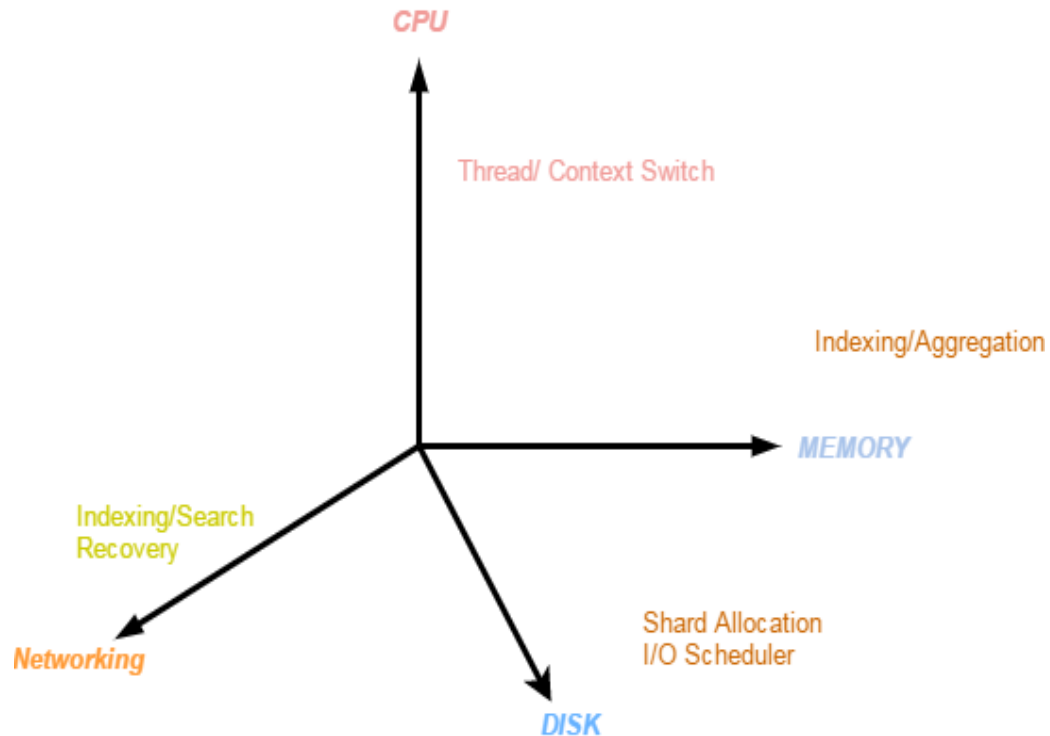 CPU
Thread/ Context Switch
Indexing/Aggregation
MEMORY
Indexing/Search
Recovery
Shard Allocation
I/O Scheduler
Networking
DISK